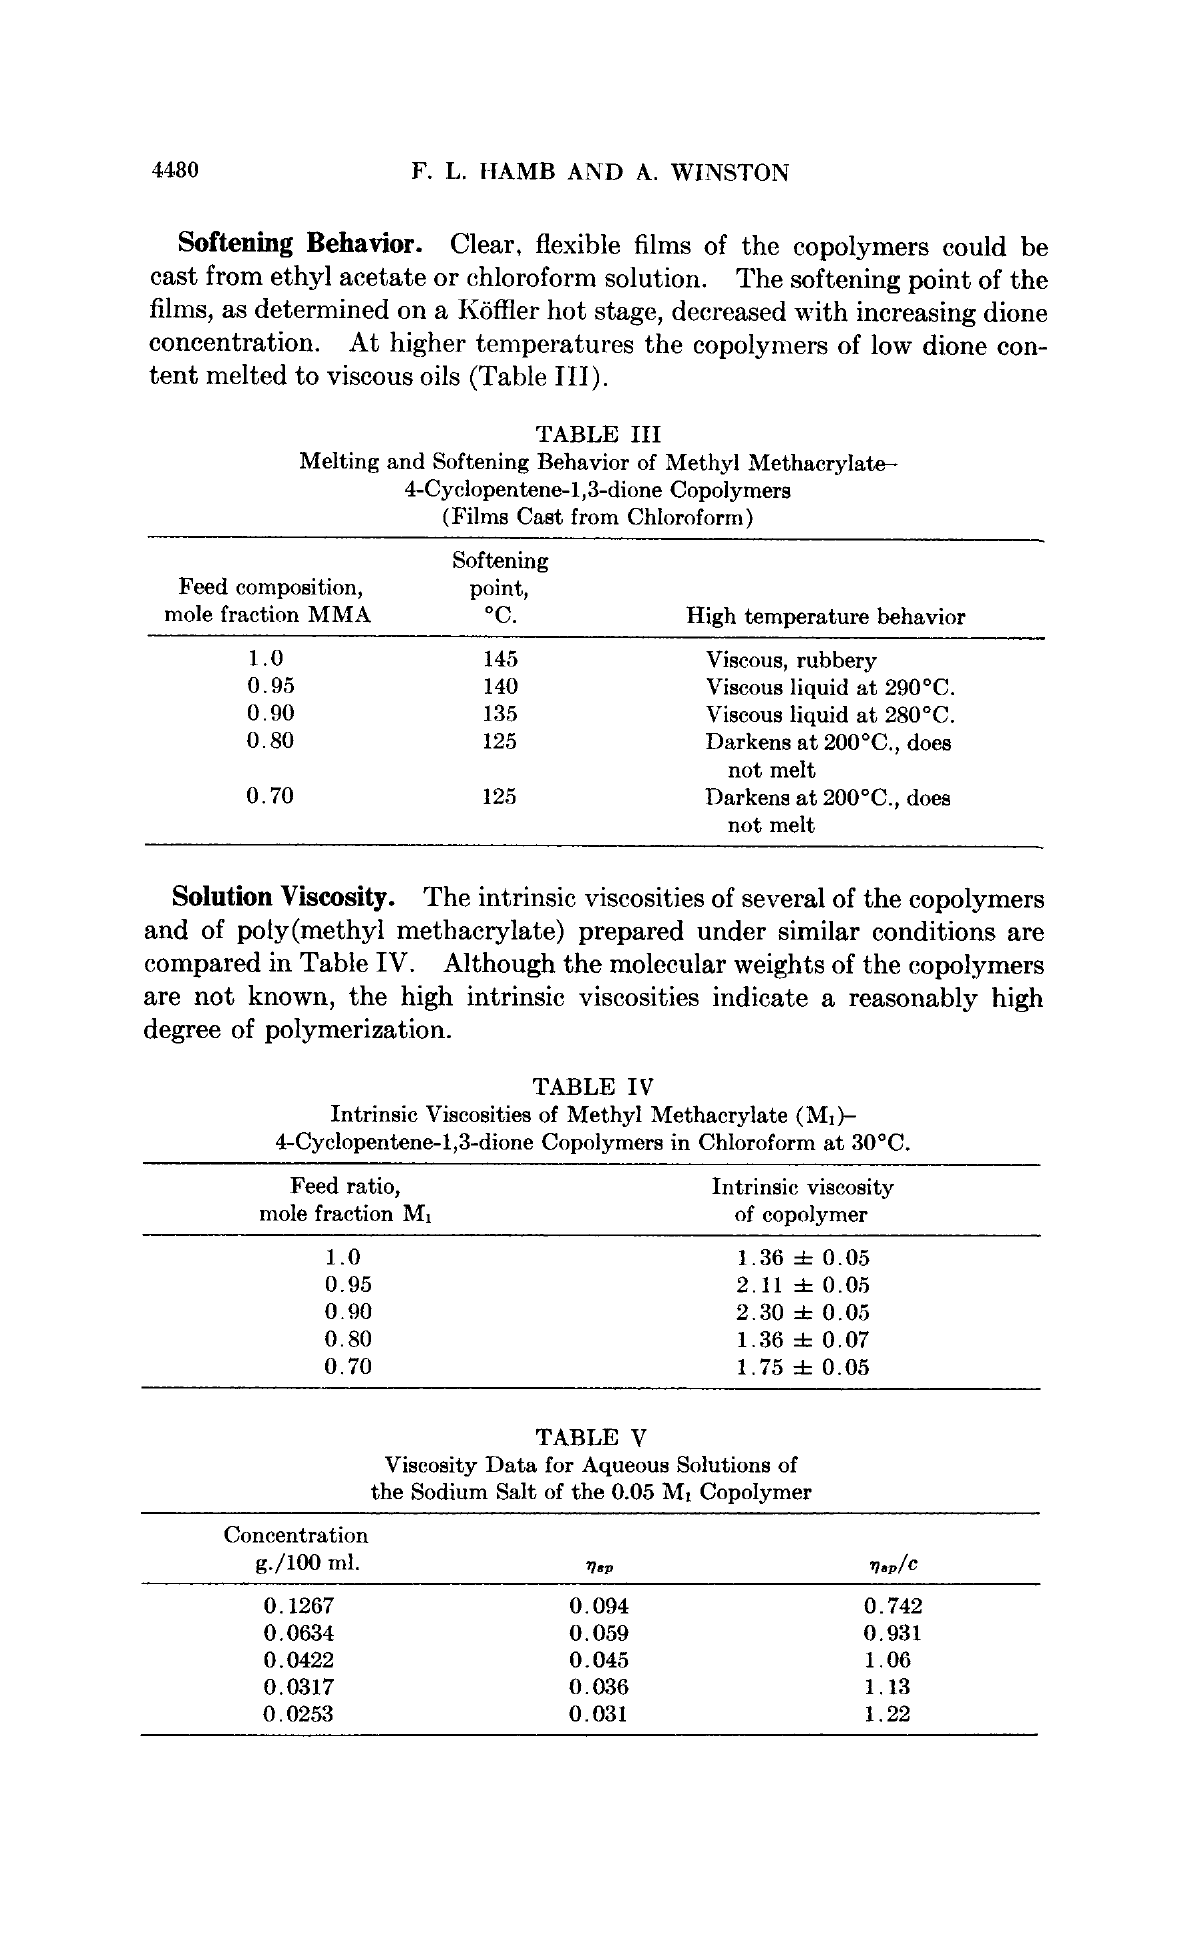 4480 F. L. HAMB AND A. WINSTON
Softening Behavior. Clear, flexible films of the copolymers could be
cast from ethyl acetate or chloroform solution. The softening point of the
films, as determined on a Köffler hot stage, decreased with increasing dione
concentration. At higher temperatures the copolymers of low dione con-
tent melted to viscous oils (Table III).
TABLE III
Melting and Softening Behavior of Methyl Methacrylate–
4-Cyclopentene-1,3-dione Copolymers
(Films Cast from Chloroform)
Softening
Feed composition, point,
mole fraction MMA °C. High temperature behavior
1.0 145 Viscous, rubbery
0.95 140 Viscous liquid at 290°C.
0.90 135 Viscous liquid at 280°C.
0.80 125 Darkens at 200°C., does
not melt
0.70 125 Darkens at 200°C., does
not melt
Solution Viscosity. The intrinsic viscosities of several of the copolymers
and of poly(methyl methacrylate) prepared under similar conditions are
compared in Table IV. Although the molecular weights of the copolymers
are not known, the high intrinsic viscosities indicate a reasonably high
degree of polymerization.
TABLE IV
Intrinsic Viscosities of Methyl Methacrylate (M₁)–
4-Cyclopentene-1,3-dione Copolymers in Chloroform at 30°C.
Feed ratio, Intrinsic viscosity
mole fraction M₁ of copolymer
1.0 1.36 ± 0.05
0.95 2.11 ± 0.05
0.90 2.30 ± 0.05
0.80 1.36 ± 0.07
0.70 1.75 ± 0.05
TABLE V
Viscosity Data for Aqueous Solutions of
the Sodium Salt of the 0.05 M₁ Copolymer
Concentration
g./100 ml. ηsp ηsp/c
0.1267 0.094 0.742
0.0634 0.059 0.931
0.0422 0.045 1.06
0.0317 0.036 1.13
0.0253 0.031 1.22